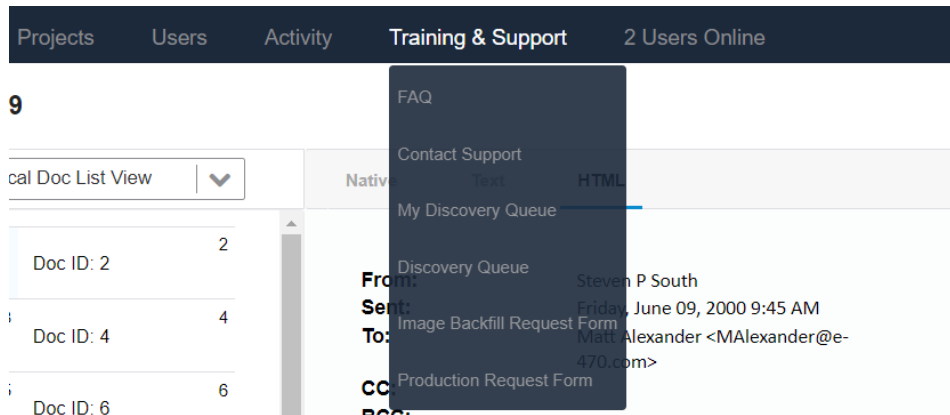 Projects Users Activity Training & Support 2 Users Online
9
FAQ
Contact Support
My Discovery Queue
Discovery Queue
Image Backfill Request Form
Production Request Form
cal Doc List View
2
Doc ID: 2
4
Doc ID: 4
6
Doc ID: 6
Native Text HTML
From: Steven P South
Sent: Friday, June 09, 2000 9:45 AM
To: Matt Alexander <MAlexander@e-
470.com>
CC:
BCC: